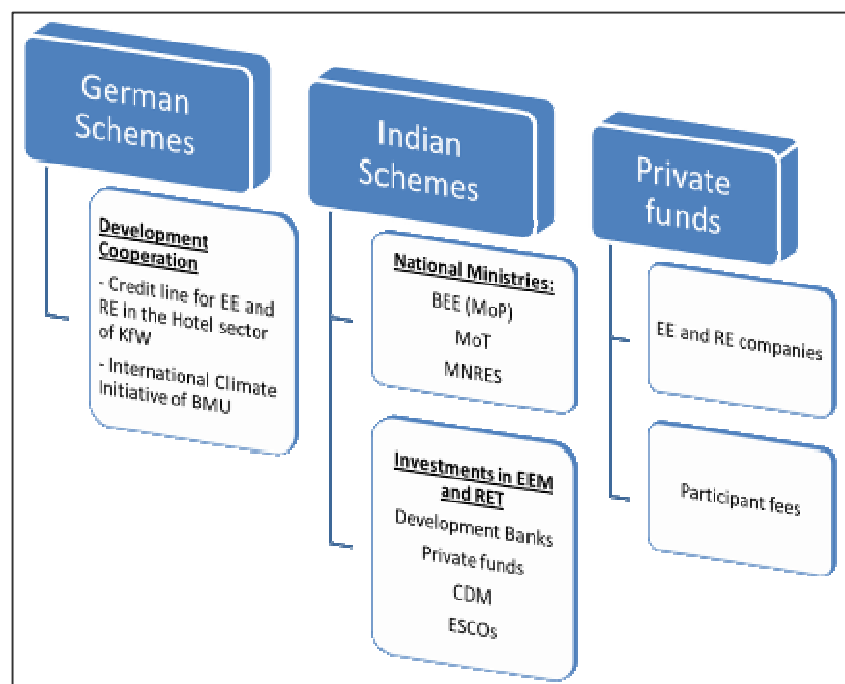 German
Schemes
Development
Cooperation
- Credit line for EE and
RE in the Hotel sector
of KfW
- International Climate
Initiative of BMU
Indian
Schemes
National Ministries:
BEE (MoP)
MoT
MNRES
Investments in EEM
and RET
Development Banks
Private funds
CDM
ESCOs
Private
funds
EE and RE companies
Participant fees